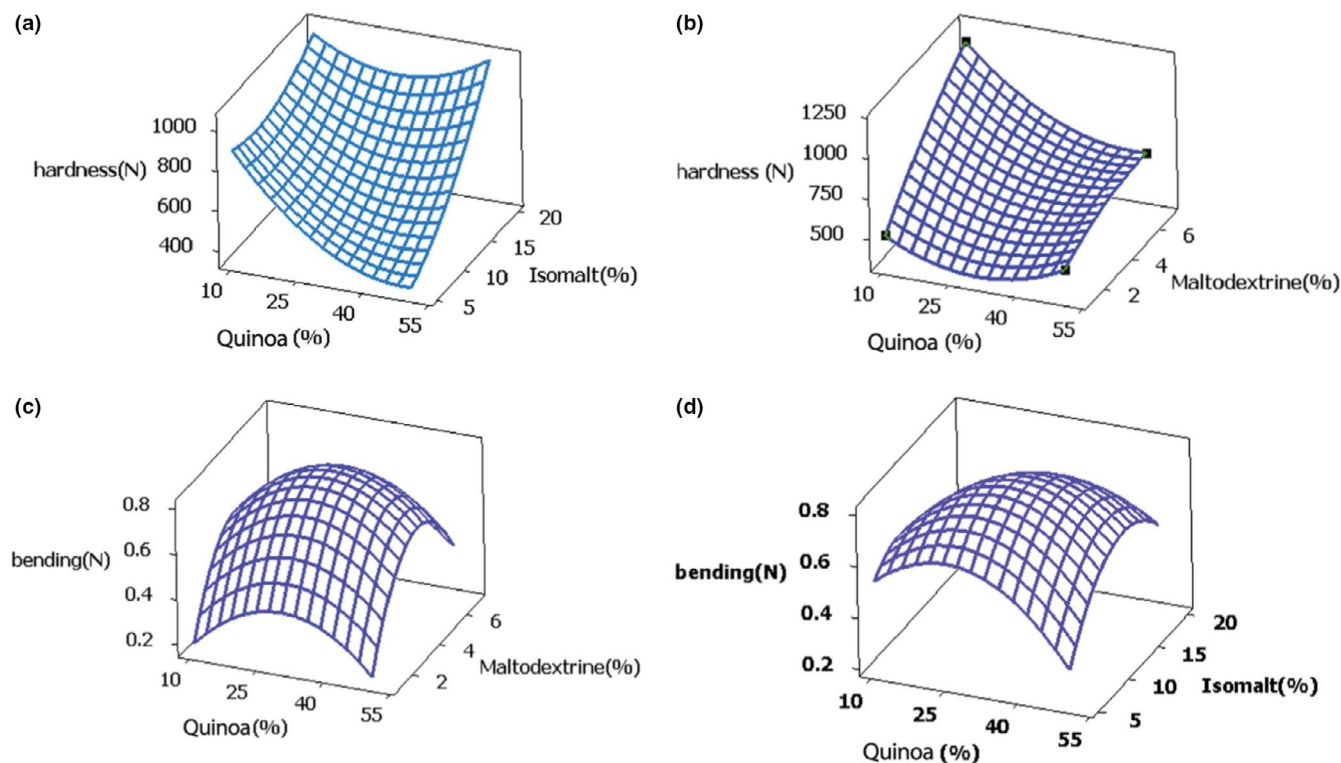 (a)
1000
800
hardness(N)
600
400
10
25
40
55
Quinoa (%)
5
10
15
20
Isomalt(%)
(b)
1250
1000
hardness (N)
750
500
10
25
40
55
Quinoa (%)
2
4
6
Maltodextrine(%)
(c)
0.8
0.6
bending(N)
0.4
0.2
10
25
40
55
Quinoa(%)
2
4
6
Maltodextrine(%)
(d)
0.8
0.6
bending(N)
0.4
0.2
10
25
40
55
Quinoa (%)
5
10
15
20
Isomalt(%)